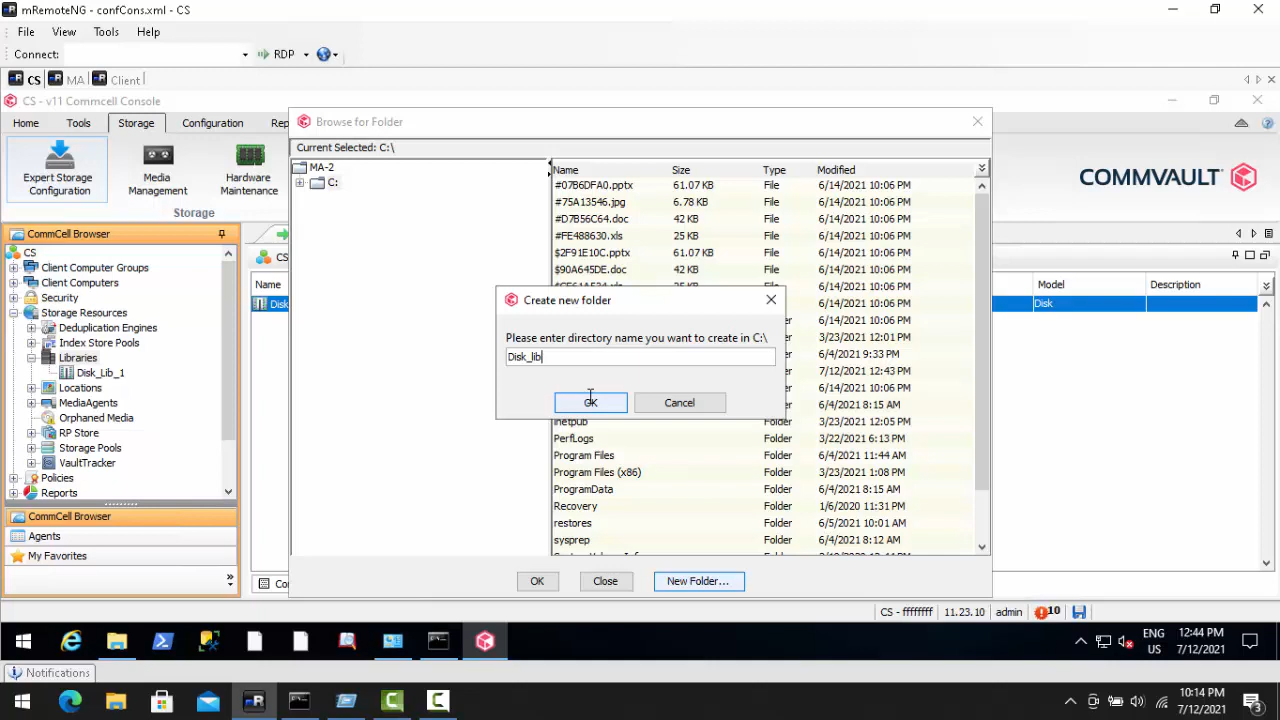 mRemoteNG - confCons.xml - CS
File View Tools Help
Connect: RDP
CS MA Client
CS - v11 Commcell Console
Home Tools Storage Configuration
Expert Storage Configuration
Media Management
Hardware Maintenance
Storage
COMMVAULT
CommCell Browser
CS
Client Computer Groups
Client Computers
Security
Storage Resources
Deduplication Engines
Index Store Pools
Libraries
Disk_Lib_1
Locations
MediaAgents
Orphaned Media
RP Store
Storage Pools
VaultTracker
Policies
Reports
CommCell Browser
Agents
My Favorites
CS
Name Model Description
Disk Disk
Browse for Folder
Current Selected: C:\
MA-2
C:
Name Size Type Modified
#07B6DFA0.pptx 61.07 KB File 6/14/2021 10:06 PM
#75A13546.jpg 6.78 KB File 6/14/2021 10:06 PM
#D7B56C64.doc 42 KB File 6/14/2021 10:06 PM
#FE488630.xls 25 KB File 6/14/2021 10:06 PM
$2F91E10C.pptx 61.07 KB File 6/14/2021 10:06 PM
$90A645DE.doc 42 KB File 6/14/2021 10:06 PM
6/14/2021 10:06 PM
6/14/2021 10:06 PM
6/14/2021 10:06 PM
3/23/2021 12:01 PM
6/4/2021 9:33 PM
7/12/2021 12:43 PM
6/14/2021 10:06 PM
6/4/2021 8:15 AM
inetpub Folder 3/23/2021 12:05 PM
PerfLogs Folder 3/22/2021 6:13 PM
Program Files Folder 6/4/2021 11:44 AM
Program Files (x86) Folder 3/23/2021 1:08 PM
ProgramData Folder 6/4/2021 8:15 AM
Recovery Folder 1/6/2020 11:31 PM
restores Folder 6/5/2021 10:01 AM
sysprep Folder 6/4/2021 8:12 AM
Create new folder
Please enter directory name you want to create in C:\
Disk_lib
OK Cancel
OK Close New Folder...
CS - ffffffff 11.23.10 admin 10
ENG US
12:44 PM
7/12/2021
Notifications
10:14 PM
7/12/2021
3